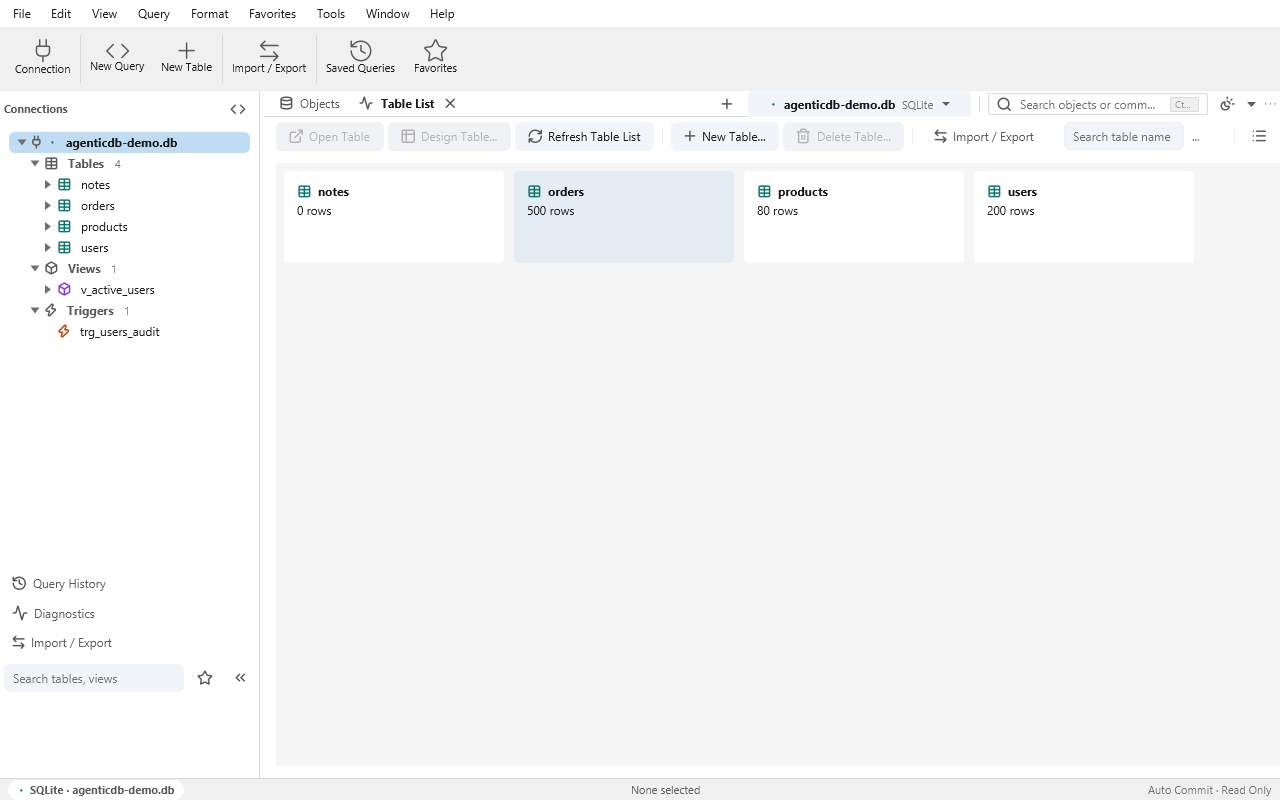 File Edit View Query Format Favorites Tools Window Help
Connection New Query New Table Import / Export Saved Queries Favorites
Connections
agenticdb-demo.db
Tables 4
notes
orders
products
users
Views 1
v_active_users
Triggers 1
trg_users_audit
Query History
Diagnostics
Import / Export
Search tables, views
Objects Table List agenticdb-demo.db SQLite Search objects or comm... Ct...
Open Table Design Table... Refresh Table List New Table... Delete Table... Import / Export Search table name ...
notes
0 rows
orders
500 rows
products
80 rows
users
200 rows
SQLite · agenticdb-demo.db None selected Auto Commit · Read Only